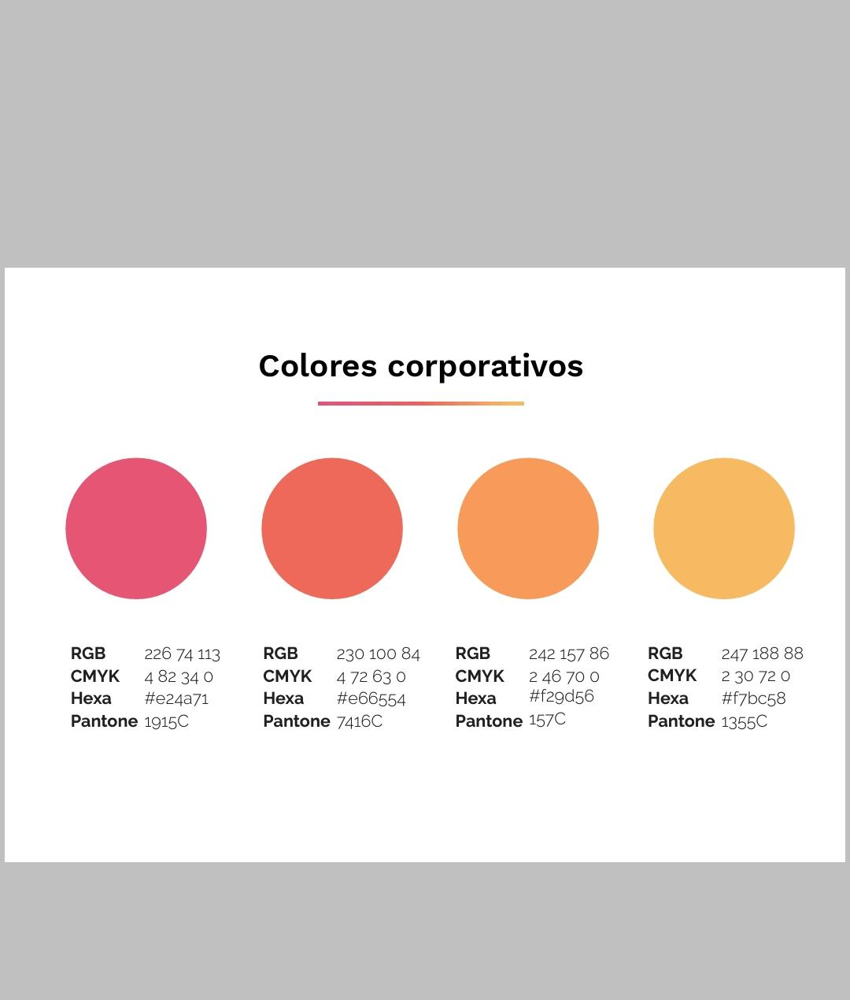 Colores corporativos
RGB 226 74 113
CMYK 4 82 34 0
Hexa #e24a71
Pantone 1915C
RGB 230 100 84
CMYK 4 72 63 0
Hexa #e66554
Pantone 7416C
RGB 242 157 86
CMYK 2 46 70 0
Hexa #f29d56
Pantone 157C
RGB 247 188 88
CMYK 2 30 72 0
Hexa #f7bc58
Pantone 1355C